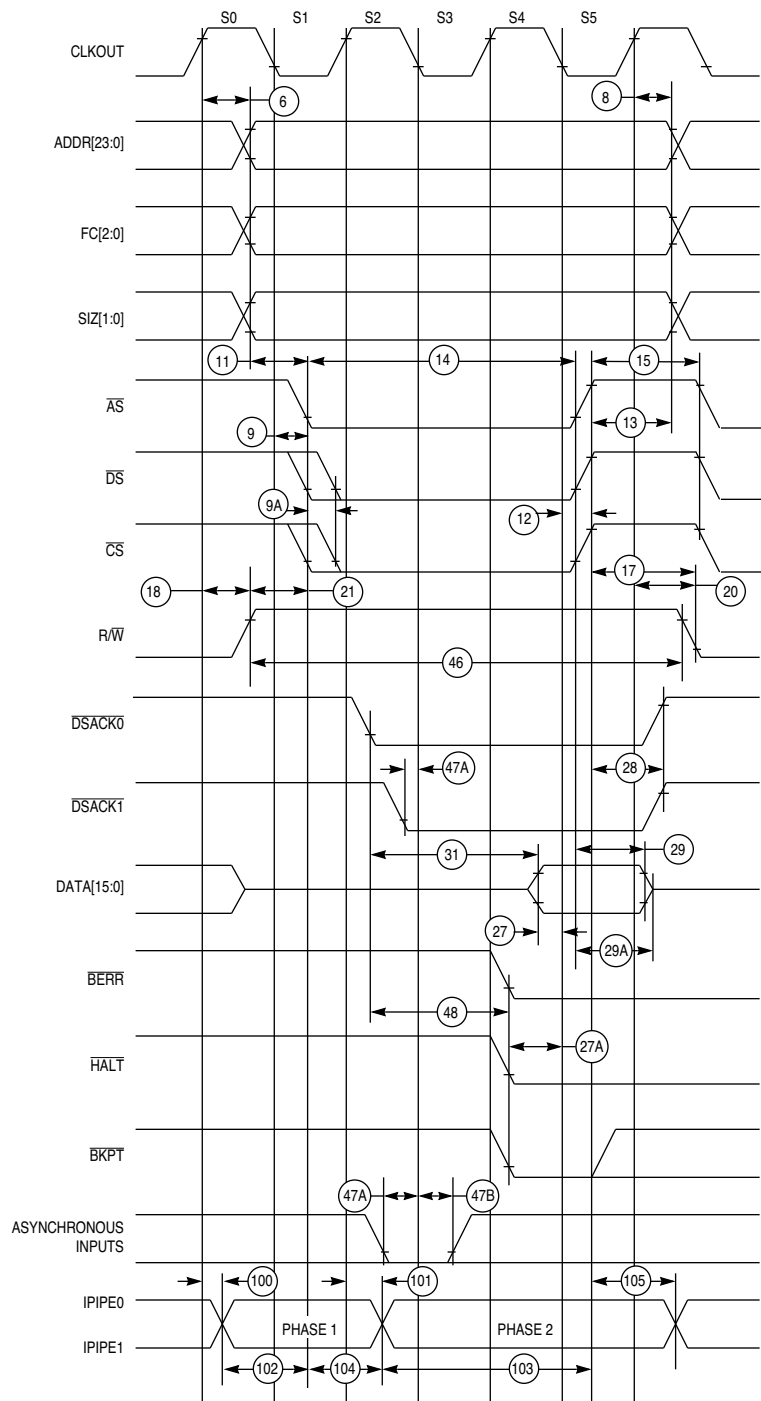 S0 S1 S2 S3 S4 S5
CLKOUT
6 8
ADDR[23:0]
FC[2:0]
SIZ[1:0]
11 14 15
AS
9 13
DS
9A 12
CS
17
18 21 20
R/W
46
DSACK0
47A 28
DSACK1
31 29
DATA[15:0]
27 29A
BERR
48
27A
HALT
BKPT
47A 47B
ASYNCHRONOUS
INPUTS
100 101 105
IPIPE0
PHASE 1 PHASE 2
IPIPE1
102 104 103